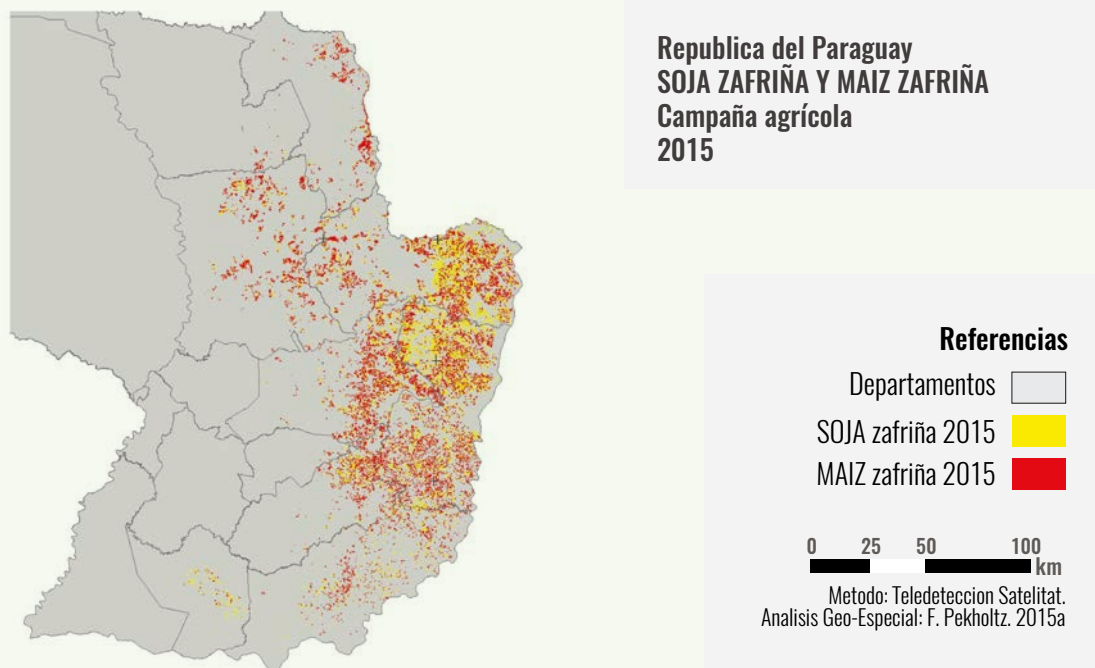 Republica del Paraguay
SOJA ZAFRIÑA Y MAIZ ZAFRIÑA
Campaña agrícola
2015
Referencias
Departamentos
SOJA zafriña 2015
MAIZ zafriña 2015
0 25 50 100
km
Metodo: Teledeteccion Satelitat.
Analisis Geo-Especial: F. Pekholtz. 2015a